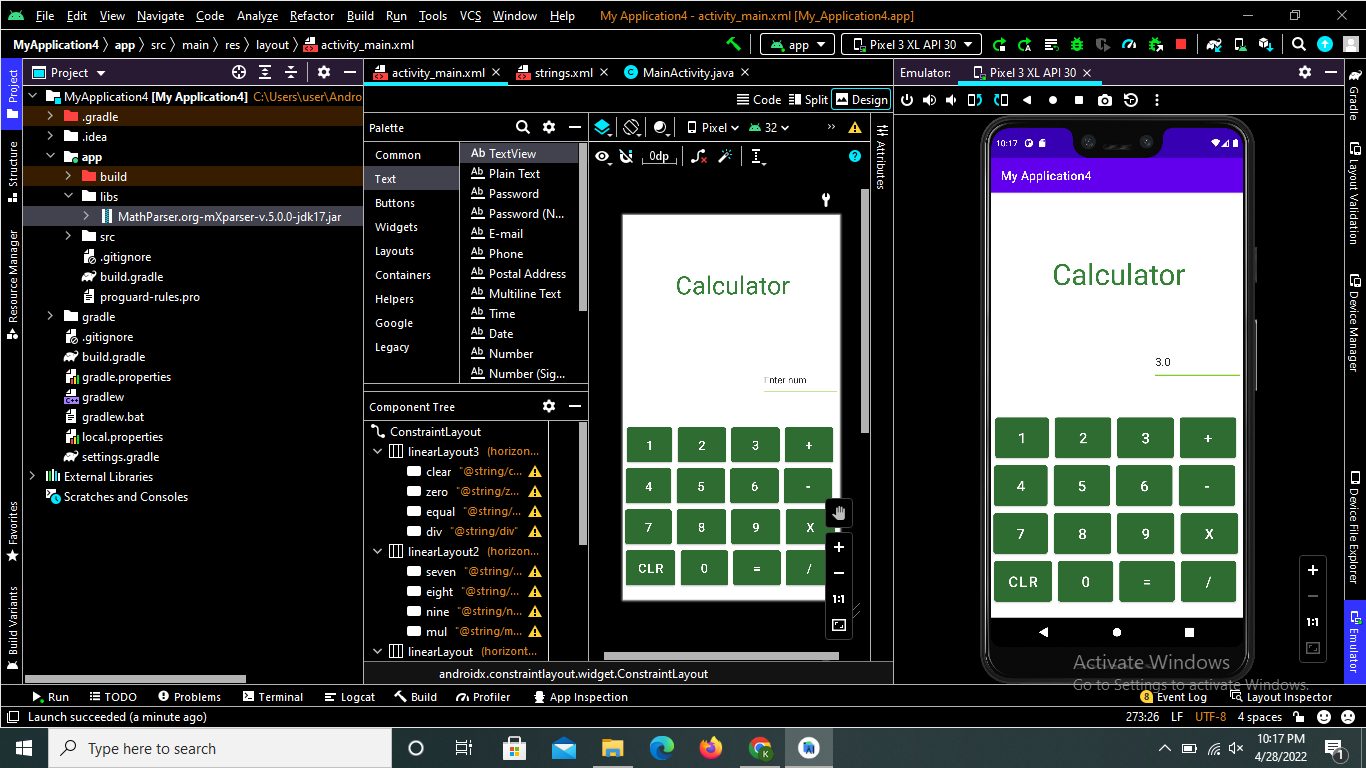 File Edit View Navigate Code Analyze Refactor Build Run Tools VCS Window Help My Application4 - activity_main.xml [My_Application4.app]
MyApplication4 app src main res layout activity_main.xml app Pixel 3 XL API 30
Project
activity_main.xml strings.xml MainActivity.java
Emulator: Pixel 3 XL API 30
MyApplication4 [My Application4] C:\Users\user\Andro
.gradle
.idea
app
build
libs
MathParser.org-mXparser-v.5.0.0-jdk17.jar
src
.gitignore
build.gradle
proguard-rules.pro
gradle
.gitignore
build.gradle
gradle.properties
gradlew
gradlew.bat
local.properties
settings.gradle
External Libraries
Scratches and Consoles
Project
Structure
Resource Manager
Favorites
Build Variants
Code Split Design
Palette
Common
Text
Buttons
Widgets
Layouts
Containers
Helpers
Google
Legacy
Ab TextView
Ab Plain Text
Ab Password
Ab Password (N...
Ab E-mail
Ab Phone
Ab Postal Address
Ab Multiline Text
Ab Time
Ab Date
Ab Number
Ab Number (Sig...
Component Tree
ConstraintLayout
linearLayout3 (horizon...
clear "@string/c...
zero "@string/z...
equal "@string/...
div "@string/div"
linearLayout2 (horizon...
seven "@string/...
eight "@string/...
nine "@string/n...
mul "@string/m...
linearLayout (horizont...
Pixel 32 »
0dp
Attributes
Calculator
Enter num
1 2 3 +
4 5 6 -
7 8 9 X
CLR 0 = /
+
−
1:1
androidx.constraintlayout.widget.ConstraintLayout
10:17
My Application4
Calculator
3.0
1 2 3 +
4 5 6 -
7 8 9 X
CLR 0 = /
+
−
1:1
Gradle
Layout Validation
Device Manager
Device File Explorer
Emulator
Activate Windows
Go to Settings to activate Windows.
Run TODO Problems Terminal Logcat Build Profiler App Inspection 8 Event Log Layout Inspector
Launch succeeded (a minute ago) 273:26 LF UTF-8 4 spaces
Type here to search
10:17 PM
4/28/2022
1